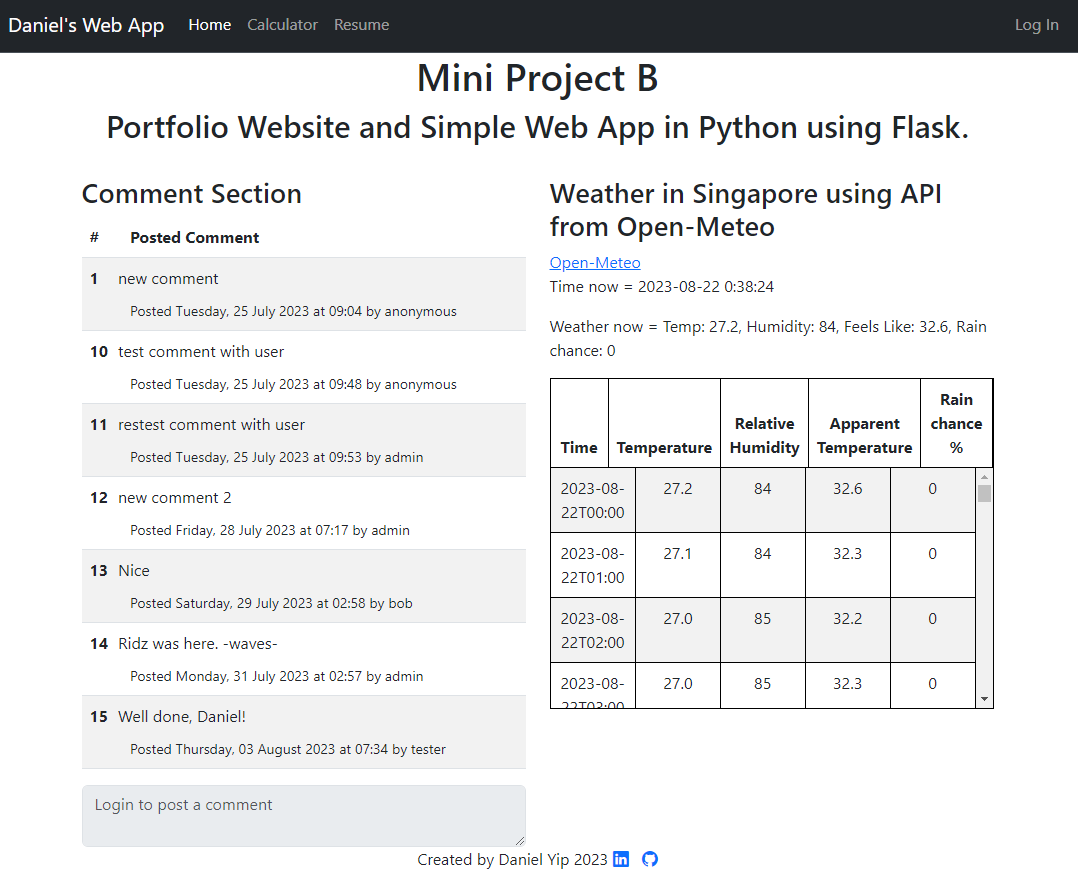 Daniel's Web App Home Calculator Resume Log In
Mini Project B
Portfolio Website and Simple Web App in Python using Flask.
Comment Section
# Posted Comment
1 new comment
Posted Tuesday, 25 July 2023 at 09:04 by anonymous
10 test comment with user
Posted Tuesday, 25 July 2023 at 09:48 by anonymous
11 restest comment with user
Posted Tuesday, 25 July 2023 at 09:53 by admin
12 new comment 2
Posted Friday, 28 July 2023 at 07:17 by admin
13 Nice
Posted Saturday, 29 July 2023 at 02:58 by bob
14 Ridz was here. -waves-
Posted Monday, 31 July 2023 at 02:57 by admin
15 Well done, Daniel!
Posted Thursday, 03 August 2023 at 07:34 by tester
Login to post a comment
Weather in Singapore using API
from Open-Meteo
Open-Meteo
Time now = 2023-08-22 0:38:24
Weather now = Temp: 27.2, Humidity: 84, Feels Like: 32.6, Rain
chance: 0
Rain
Relative Apparent chance
Time Temperature Humidity Temperature %
2023-08- 27.2 84 32.6 0
22T00:00
2023-08- 27.1 84 32.3 0
22T01:00
2023-08- 27.0 85 32.2 0
22T02:00
2023-08- 27.0 85 32.3 0
22T03:00
Created by Daniel Yip 2023